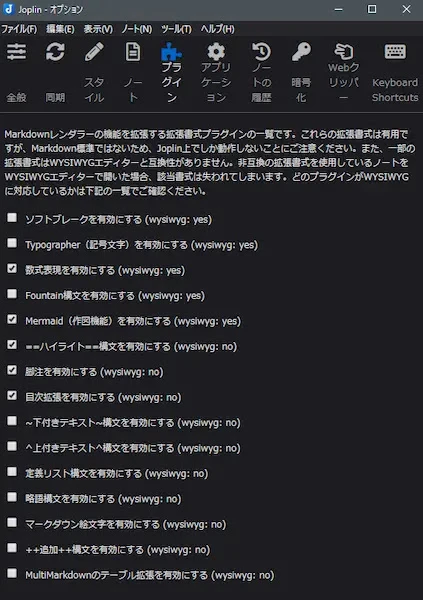 Joplin - オプション
ファイル(F) 編集(E) 表示(V) ノート(N) ツール(T) ヘルプ(H)
全般
同期
スタイル
ノート
プラグイン
アプリケーション
ノートの履歴
暗号化
Webクリッパー
Keyboard Shortcuts
Markdownレンダラーの機能を拡張する拡張書式プラグインの一覧です。これらの拡張書式は有用で
すが、Markdown標準ではないため、Joplin上でしか動作しないことにご注意ください。また、一部の
拡張書式はWYSIWYGエディターと互換性がありません。非互換の拡張書式を使用しているノートを
WYSIWYGエディターで開いた場合、該当書式は失われてしまいます。どのプラグインがWYSIWYG
に対応しているかは下記の一覧でご確認ください。
ソフトブレークを有効にする (wysiwyg: yes)
Typographer（記号文字）を有効にする (wysiwyg: yes)
数式表現を有効にする (wysiwyg: yes)
Fountain構文を有効にする (wysiwyg: yes)
Mermaid（作図機能）を有効にする (wysiwyg: yes)
==ハイライト==構文を有効にする (wysiwyg: no)
脚注を有効にする (wysiwyg: no)
目次拡張を有効にする (wysiwyg: no)
~下付きテキスト~構文を有効にする (wysiwyg: no)
^上付きテキスト^構文を有効にする (wysiwyg: no)
定義リスト構文を有効にする (wysiwyg: no)
略語構文を有効にする (wysiwyg: no)
マークダウン絵文字を有効にする (wysiwyg: no)
++追加++構文を有効にする (wysiwyg: no)
MultiMarkdownのテーブル拡張を有効にする (wysiwyg: no)